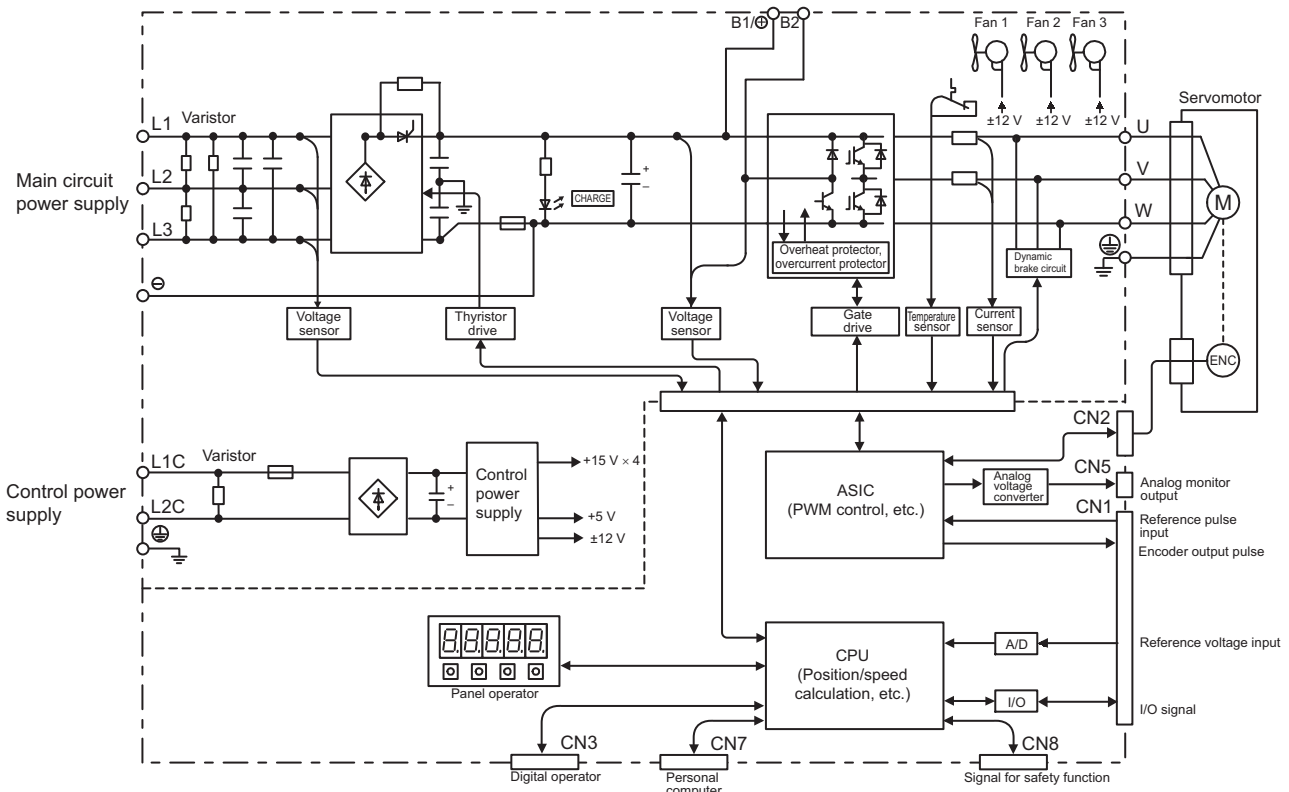 B1/⊕ B2
Fan 1 Fan 2 Fan 3
±12 V ±12 V ±12 V
Servomotor
Main circuit
power supply
L1
Varistor
L2
L3
⊖
+
–
CHARGE
+
–
Overheat protector,
overcurrent protector
U
V
W
M
ENC
Dynamic
brake circuit
Voltage
sensor
Thyristor
drive
Voltage
sensor
Gate
drive
Temperature
sensor
Current
sensor
Control power
supply
L1C
Varistor
L2C
+
–
Control
power
supply
+15 V × 4
+5 V
±12 V
ASIC
(PWM control, etc.)
CN2
Analog
voltage
converter
CN5
Analog monitor
output
CN1
Reference pulse
input
Encoder output pulse
8.8.8.8.8.
Panel operator
CPU
(Position/speed
calculation, etc.)
A/D
Reference voltage input
I/O
I/O signal
CN3
Digital operator
CN7
Personal
computer
CN8
Signal for safety function